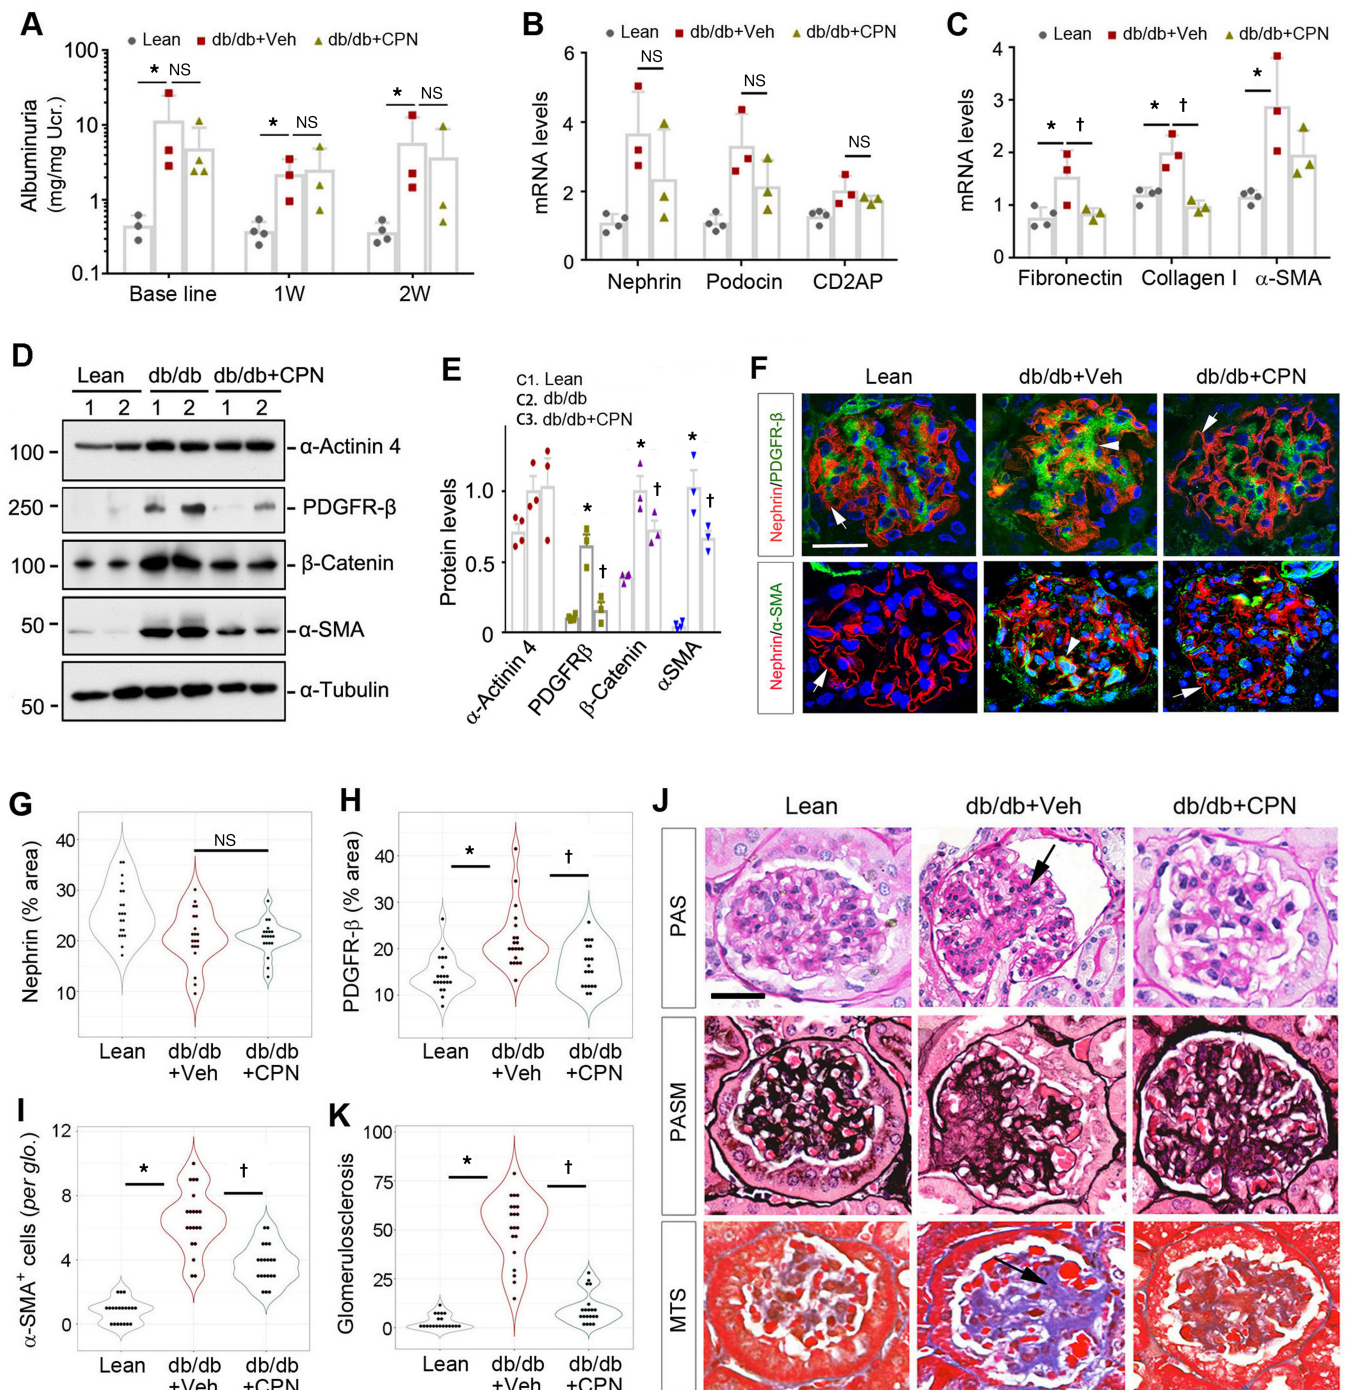 A
Lean db/db+Veh db/db+CPN
Albuminuria
(mg/mg Ucr.)
100
10
1
0.1
* NS
* NS
* NS
Base line 1W 2W
B
Lean db/db+Veh db/db+CPN
mRNA levels
6
4
2
0
NS
NS
NS
Nephrin Podocin CD2AP
C
Lean db/db+Veh db/db+CPN
mRNA levels
4
3
2
1
0
* †
* †
*
Fibronectin Collagen I α-SMA
D
Lean db/db db/db+CPN
1 2 1 2 1 2
100 α-Actinin 4
250 PDGFR-β
100 β-Catenin
50 α-SMA
50 α-Tubulin
E
C1. Lean
C2. db/db
C3. db/db+CPN
Protein levels
1.0
0.5
0
* †
* †
* †
α-Actinin 4 PDGFRβ β-Catenin αSMA
F
Lean db/db+Veh db/db+CPN
Nephrin/PDGFR-β
Nephrin/α-SMA
G
Nephrin (% area)
40
30
20
10
NS
Lean db/db db/db
+Veh +CPN
H
PDGFR-β (% area)
40
30
20
10
* †
Lean db/db db/db
+Veh +CPN
I
α-SMA+ cells (per glo.)
12
8
4
0
* †
Lean db/db db/db
+Veh +CPN
K
Glomerulosclerosis
100
75
50
25
0
* †
Lean db/db db/db
+Veh +CPN
J
Lean db/db+Veh db/db+CPN
PAS
PASM
MTS